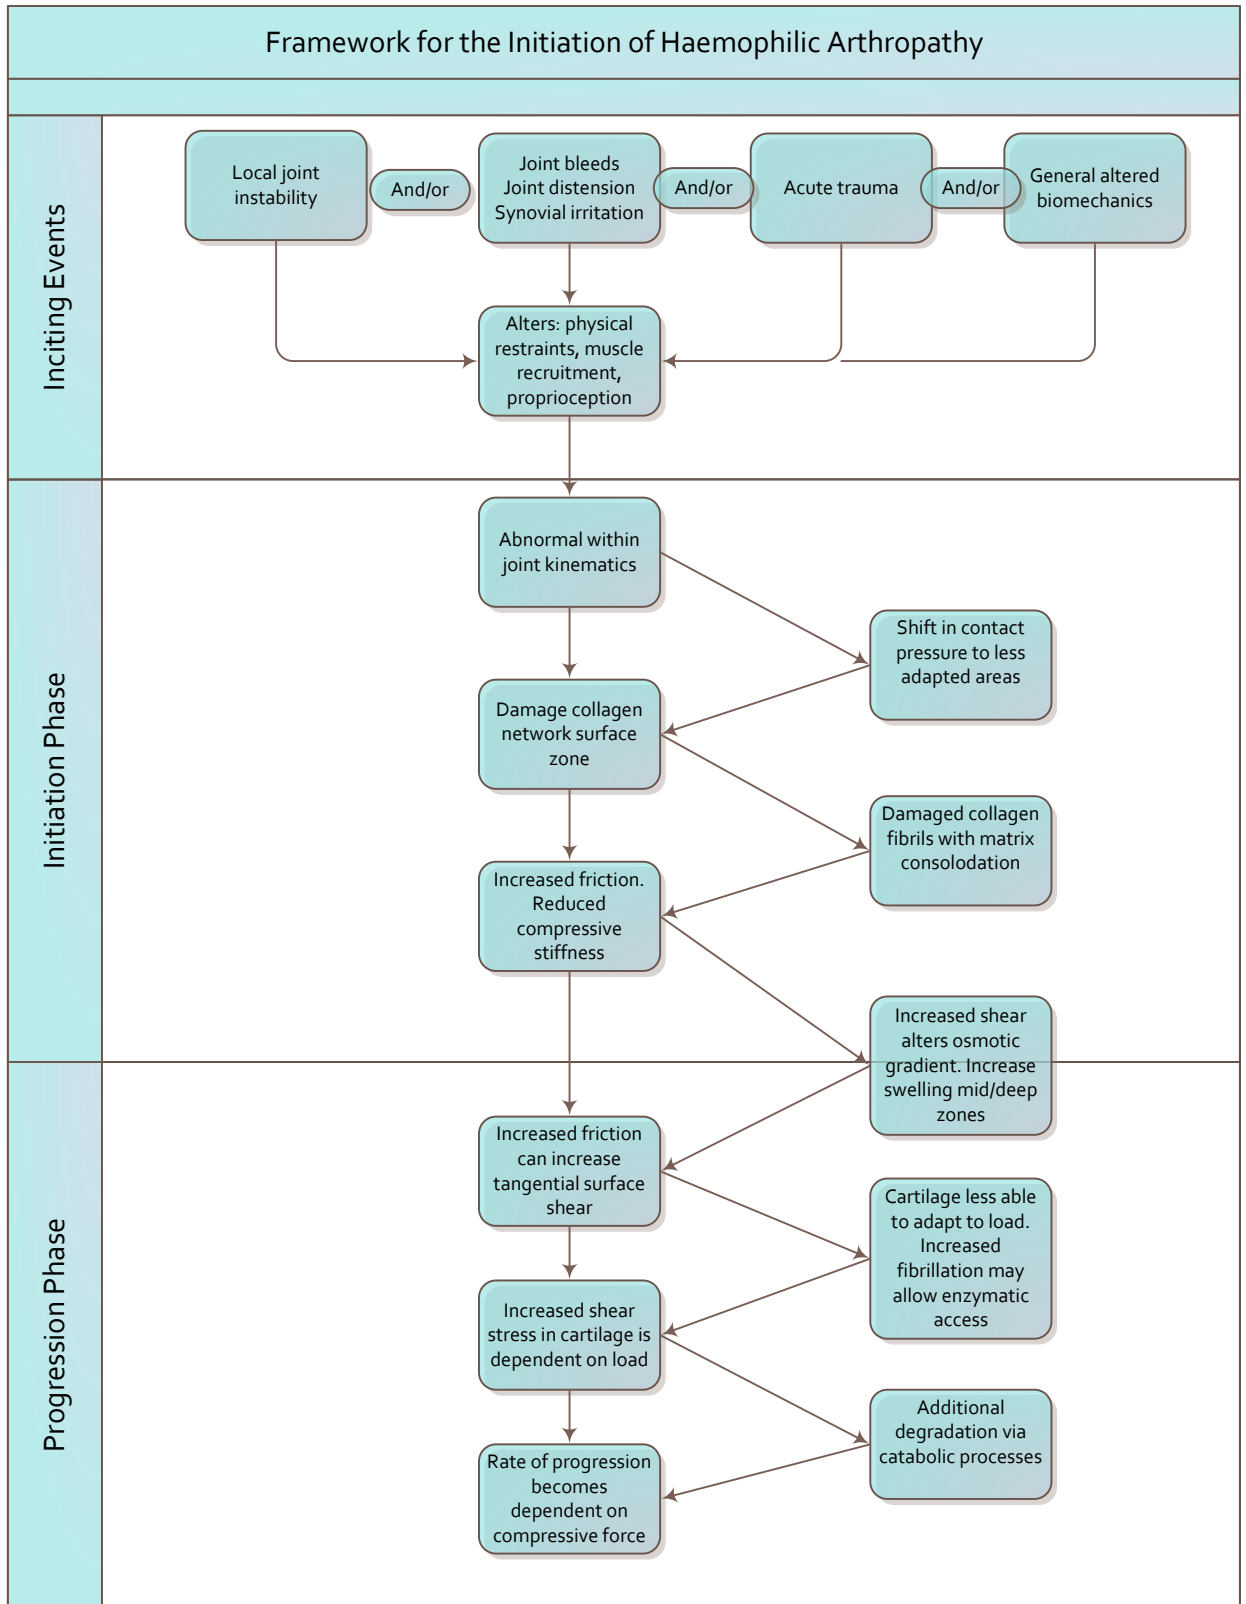 Framework for the Initiation of Haemophilic Arthropathy
Inciting Events
Local joint
instability
And/or
Joint bleeds
Joint distension
Synovial irritation
And/or
Acute trauma
And/or
General altered
biomechanics
Alters: physical
restraints, muscle
recruitment,
proprioception
Initiation Phase
Abnormal within
joint kinematics
Shift in contact
pressure to less
adapted areas
Damage collagen
network surface
zone
Damaged collagen
fibrils with matrix
consolodation
Increased friction.
Reduced
compressive
stiffness
Increased shear
alters osmotic
gradient. Increase
swelling mid/deep
zones
Progression Phase
Increased friction
can increase
tangential surface
shear
Cartilage less able
to adapt to load.
Increased
fibrillation may
allow enzymatic
access
Increased shear
stress in cartilage is
dependent on load
Additional
degradation via
catabolic processes
Rate of progression
becomes
dependent on
compressive force